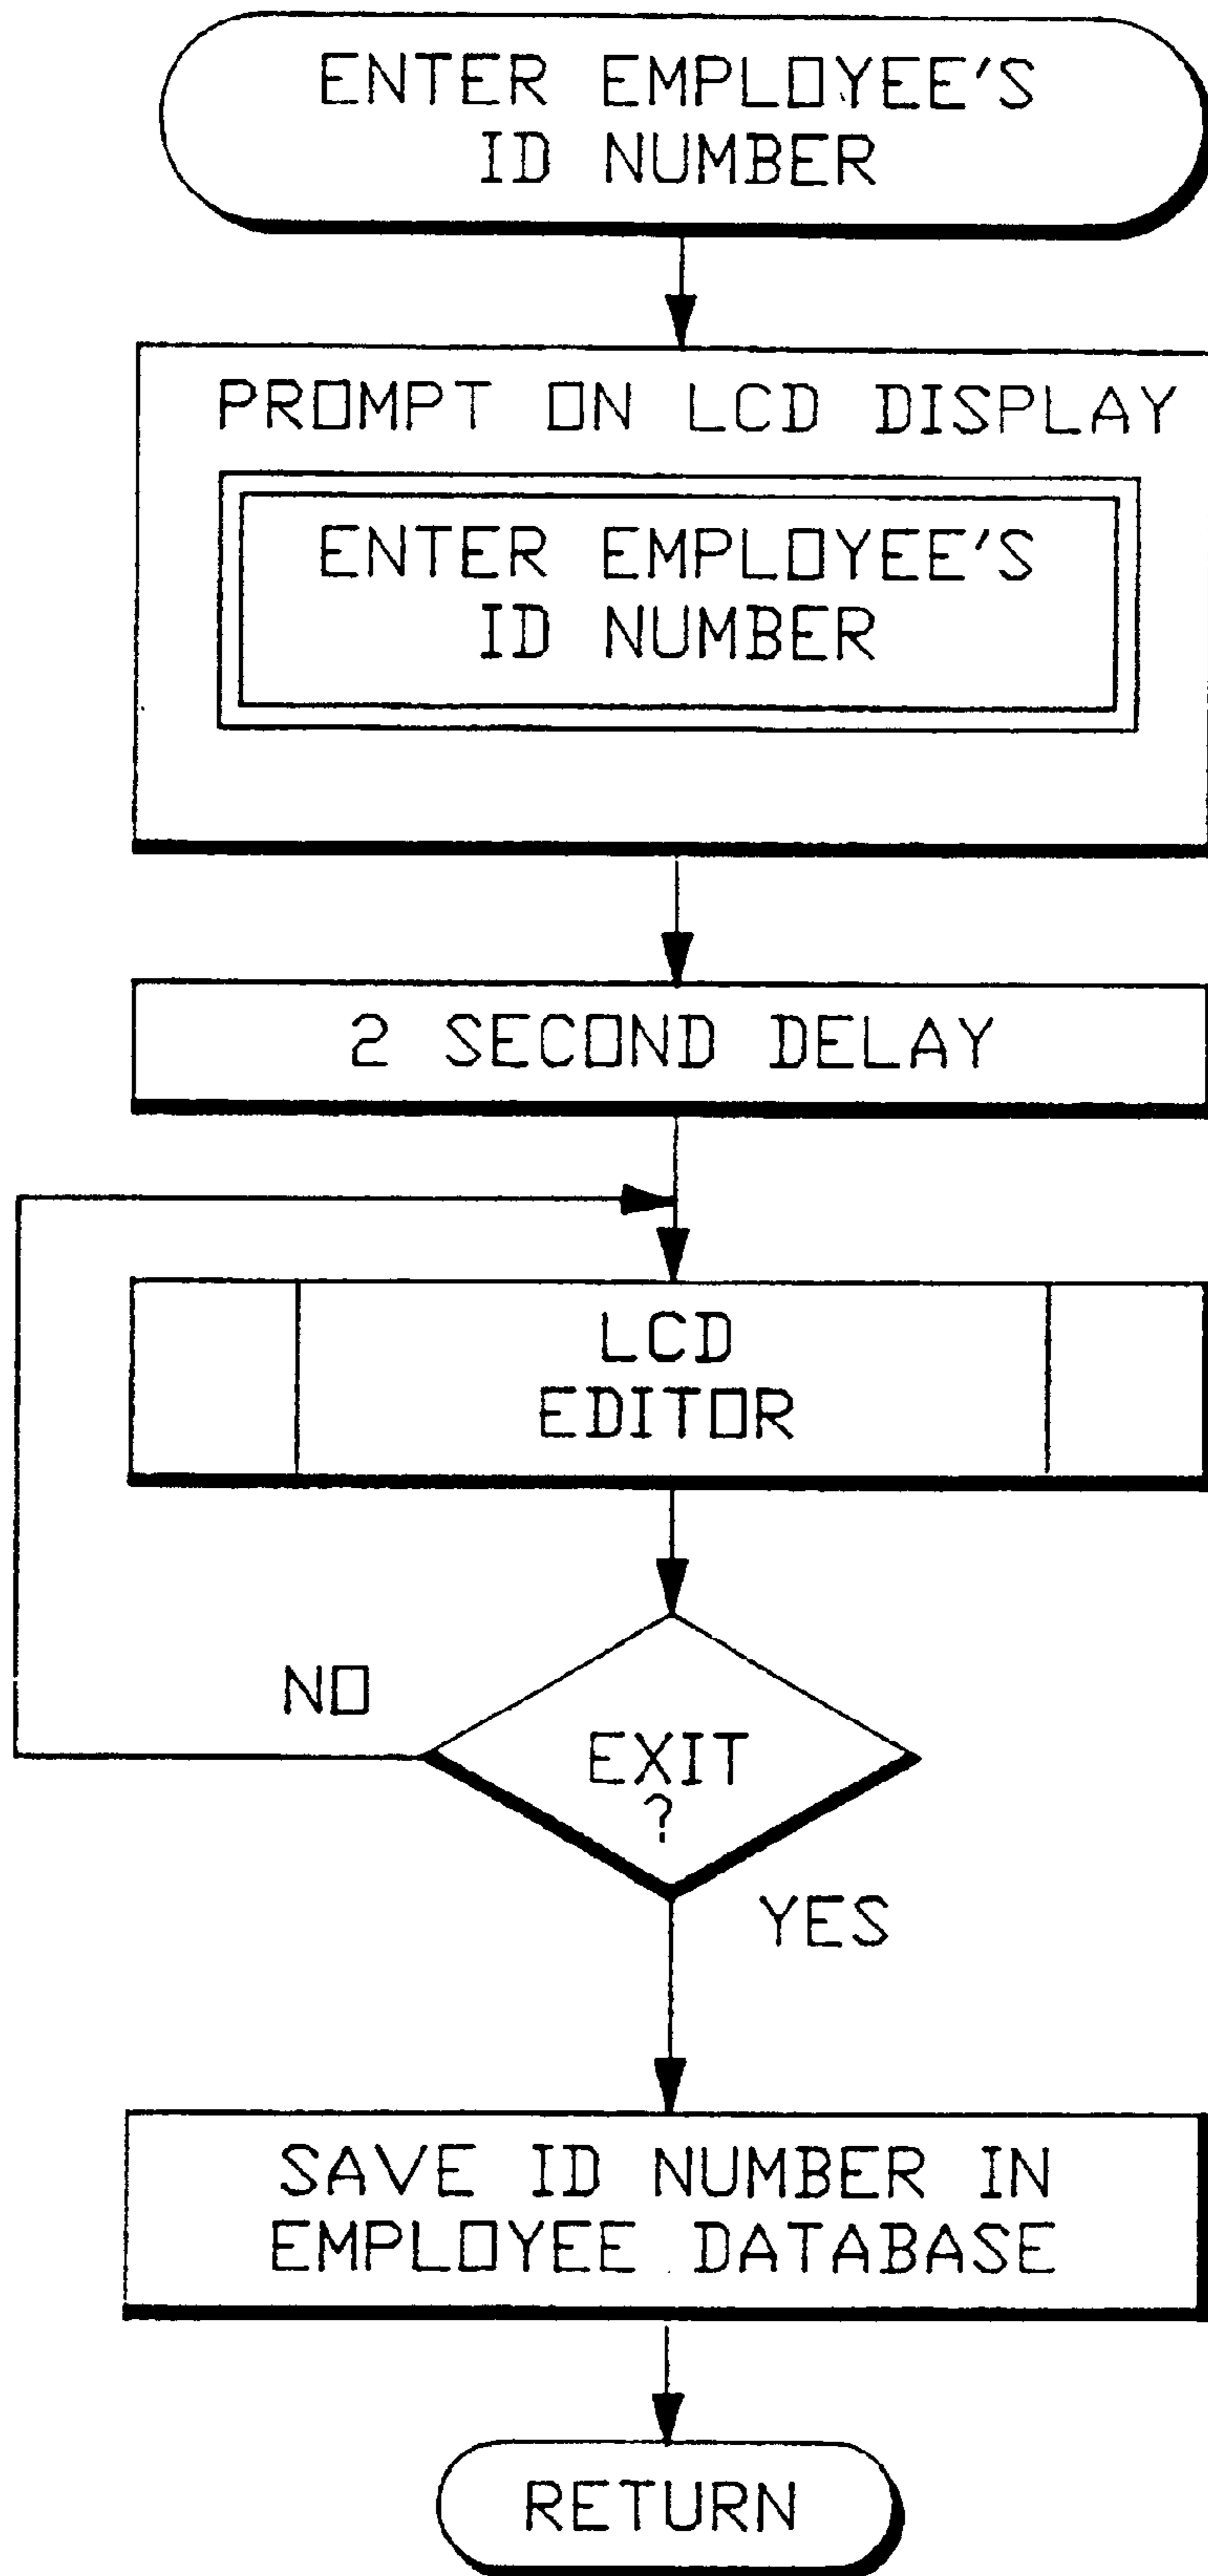 ENTER EMPLOYEE'S
ID NUMBER
PROMPT ON LCD DISPLAY
ENTER EMPLOYEE'S
ID NUMBER
2 SECOND DELAY
LCD
EDITOR
NO
EXIT
?
YES
SAVE ID NUMBER IN
EMPLOYEE DATABASE
RETURN